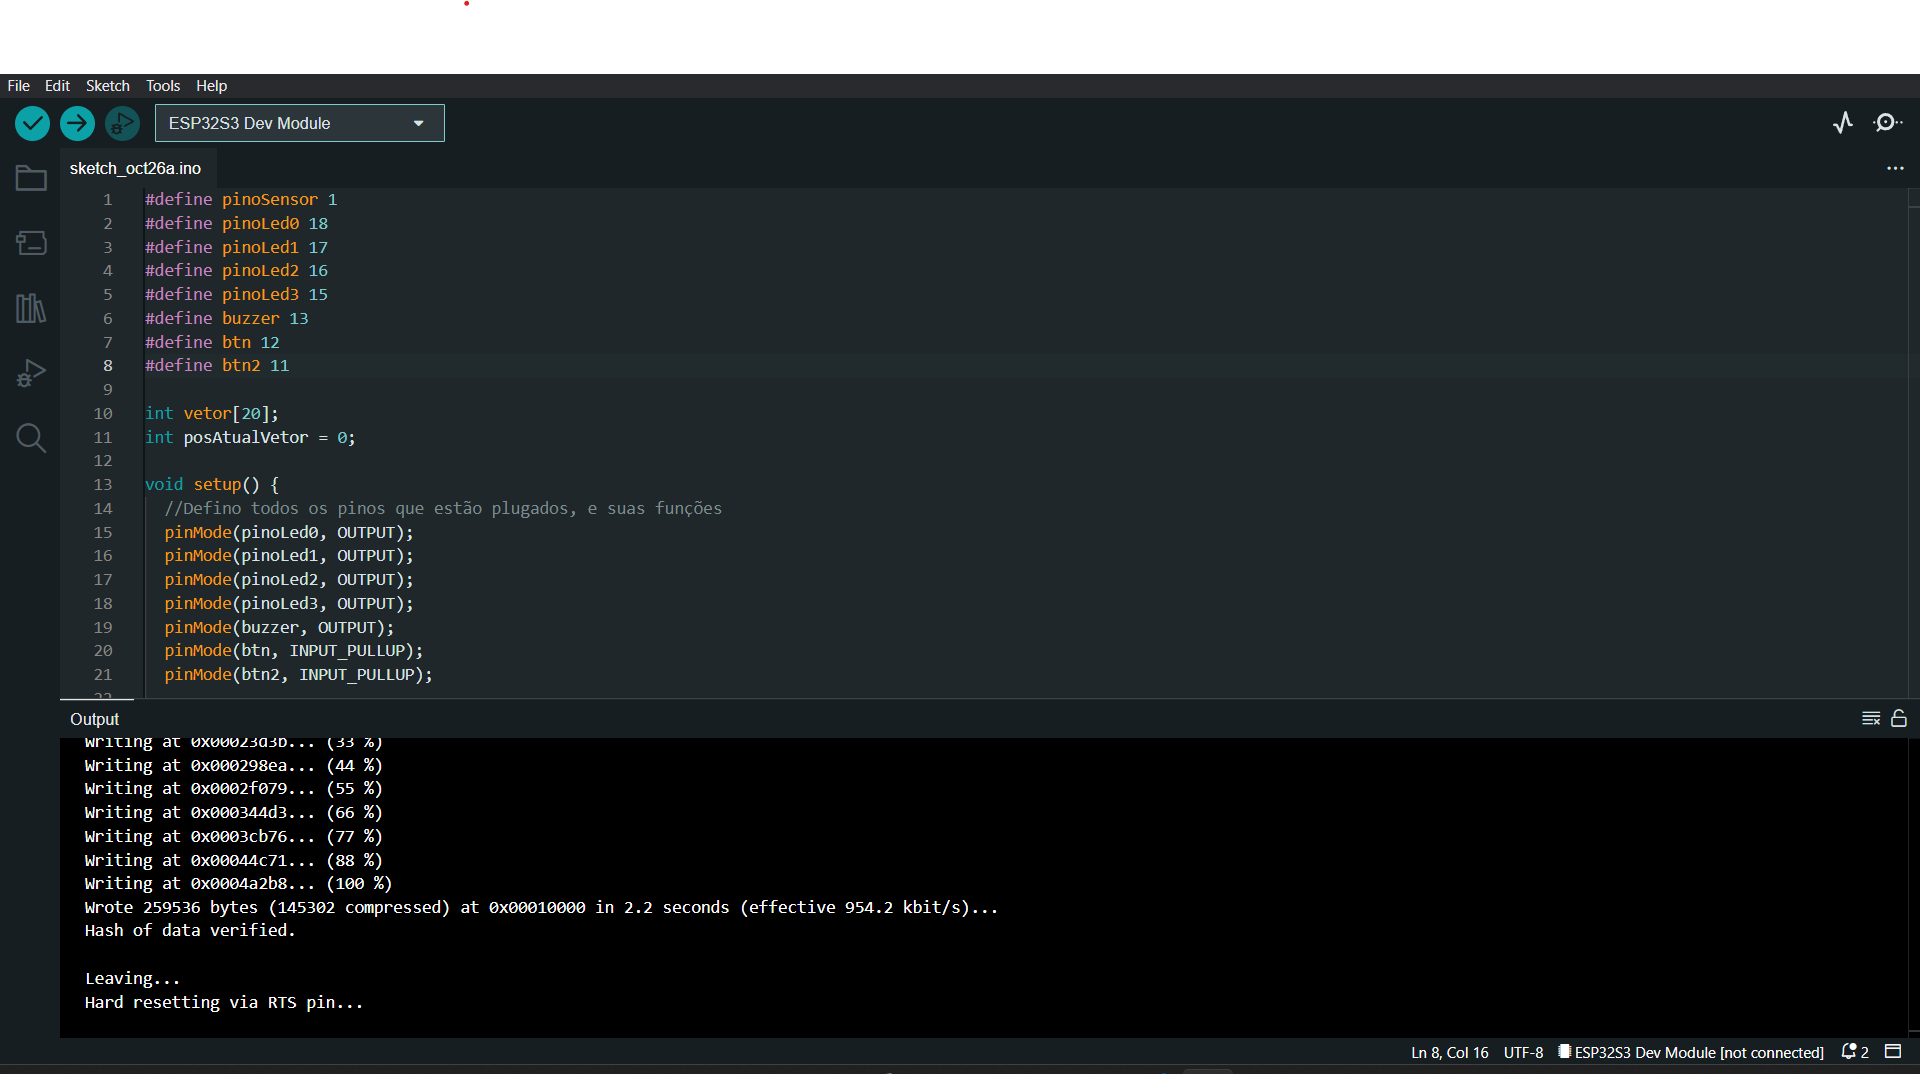 File Edit Sketch Tools Help
ESP32S3 Dev Module
sketch_oct26a.ino
1 #define pinoSensor 1
2 #define pinoLed0 18
3 #define pinoLed1 17
4 #define pinoLed2 16
5 #define pinoLed3 15
6 #define buzzer 13
7 #define btn 12
8 #define btn2 11
9
10 int vetor[20];
11 int posAtualVetor = 0;
12
13 void setup() {
14 //Defino todos os pinos que estão plugados, e suas funções
15 pinMode(pinoLed0, OUTPUT);
16 pinMode(pinoLed1, OUTPUT);
17 pinMode(pinoLed2, OUTPUT);
18 pinMode(pinoLed3, OUTPUT);
19 pinMode(buzzer, OUTPUT);
20 pinMode(btn, INPUT_PULLUP);
21 pinMode(btn2, INPUT_PULLUP);
22
Output
Writing at 0x00023d3b... (33 %)
Writing at 0x000298ea... (44 %)
Writing at 0x0002f079... (55 %)
Writing at 0x000344d3... (66 %)
Writing at 0x0003cb76... (77 %)
Writing at 0x00044c71... (88 %)
Writing at 0x0004a2b8... (100 %)
Wrote 259536 bytes (145302 compressed) at 0x00010000 in 2.2 seconds (effective 954.2 kbit/s)...
Hash of data verified.
Leaving...
Hard resetting via RTS pin...
Ln 8, Col 16 UTF-8 ESP32S3 Dev Module [not connected] 2